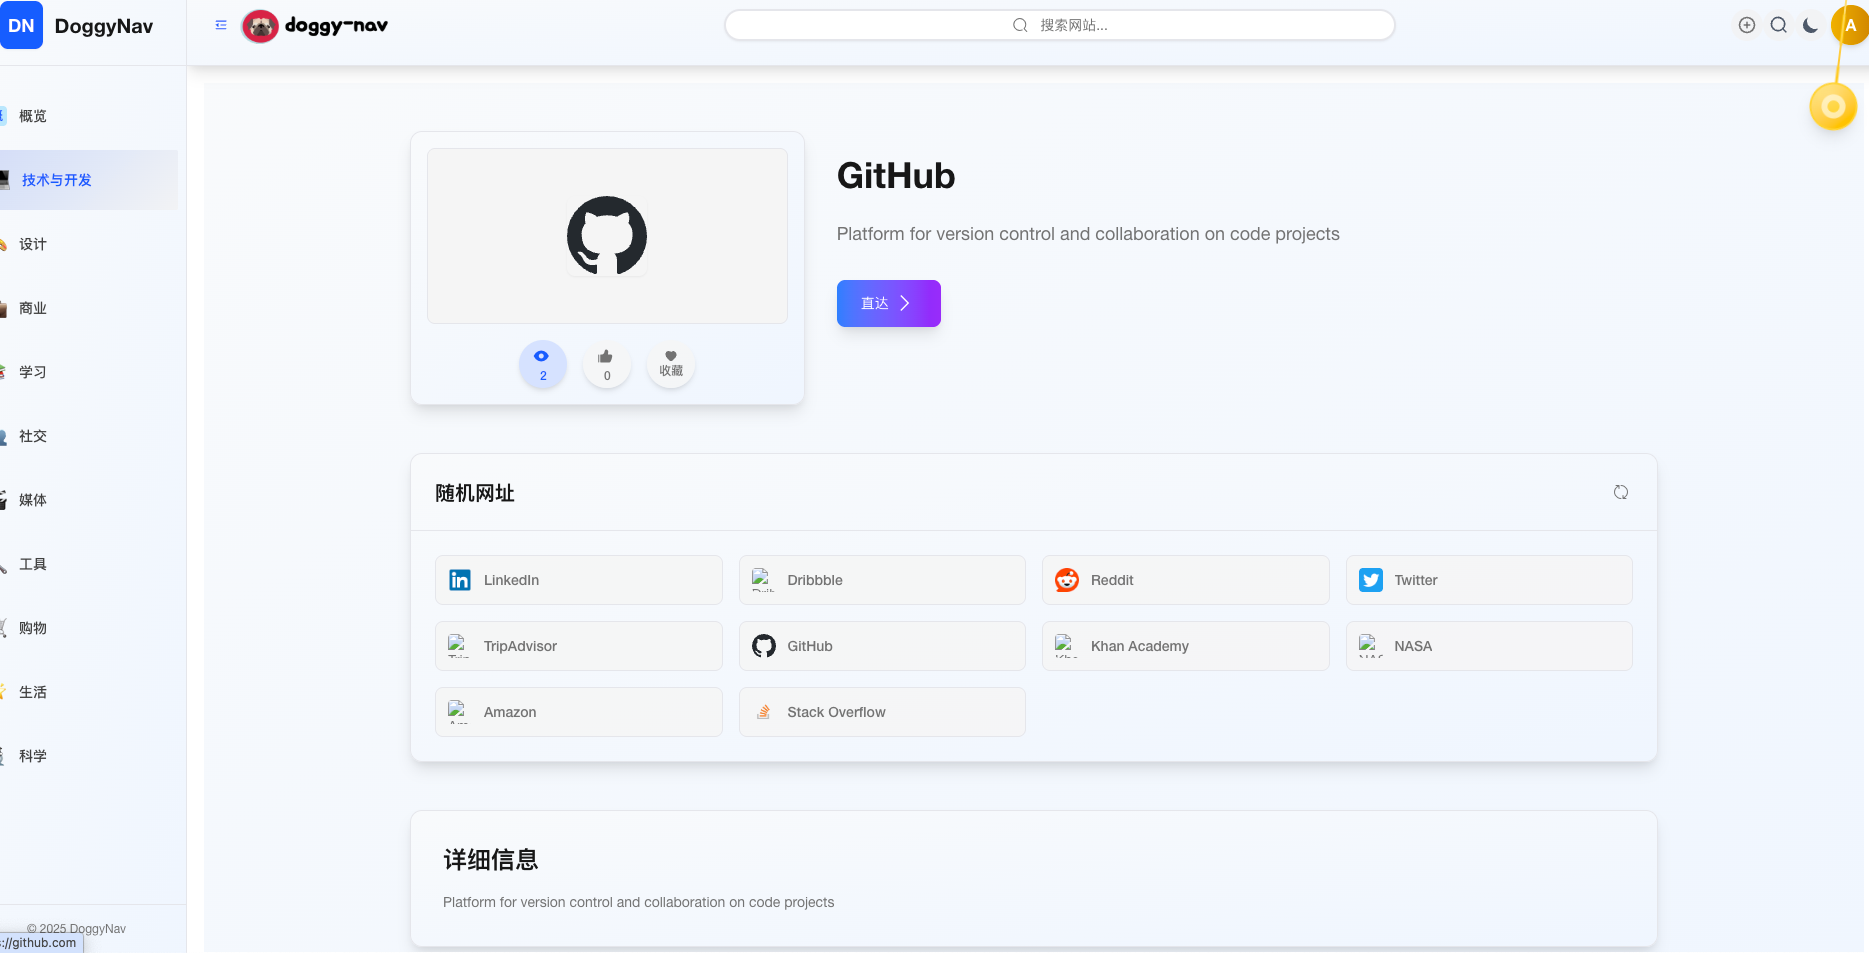 DN DoggyNav
doggy-nav
搜索网站...
A
概览
技术与开发
设计
商业
学习
社交
媒体
工具
购物
生活
科学
© 2025 DoggyNav
://github.com
GitHub
Platform for version control and collaboration on code projects
直达
2
0
收藏
随机网址
LinkedIn
Dribbble
Reddit
Twitter
TripAdvisor
GitHub
Khan Academy
NASA
Amazon
Stack Overflow
详细信息
Platform for version control and collaboration on code projects